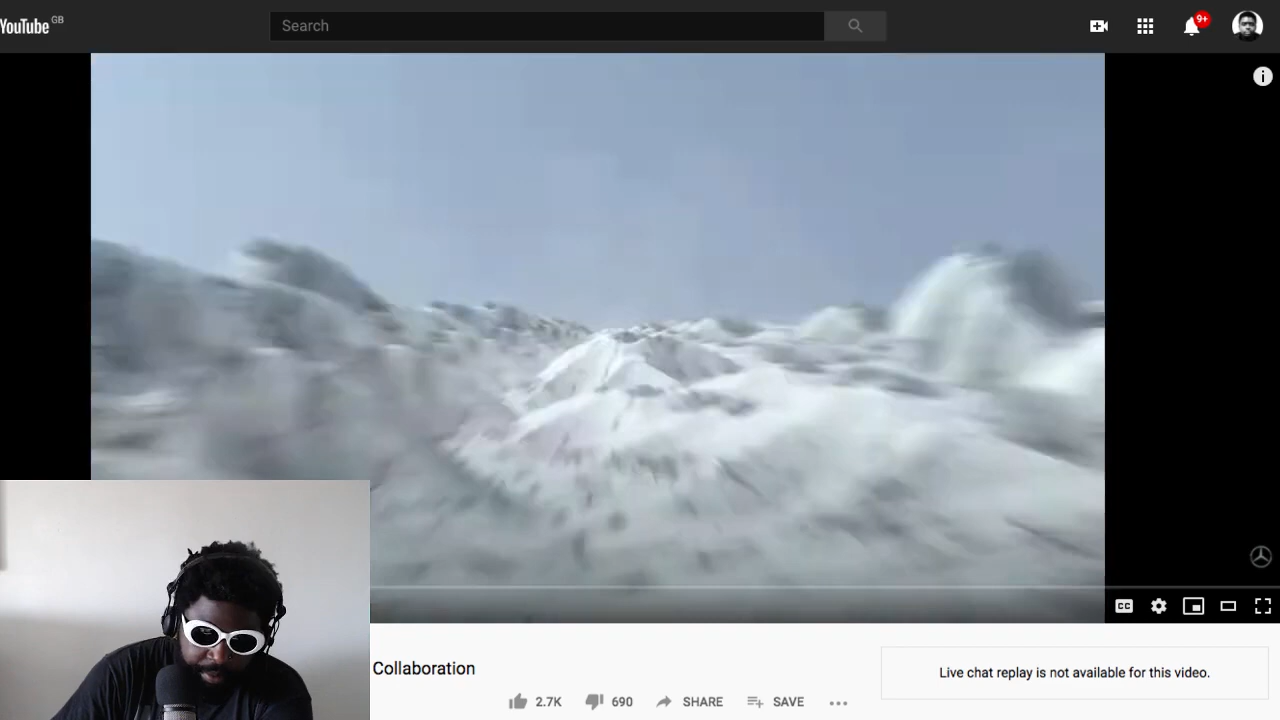 YouTube GB
Search
9+
i
CC
Collaboration
2.7K
690
SHARE
SAVE
Live chat replay is not available for this video.